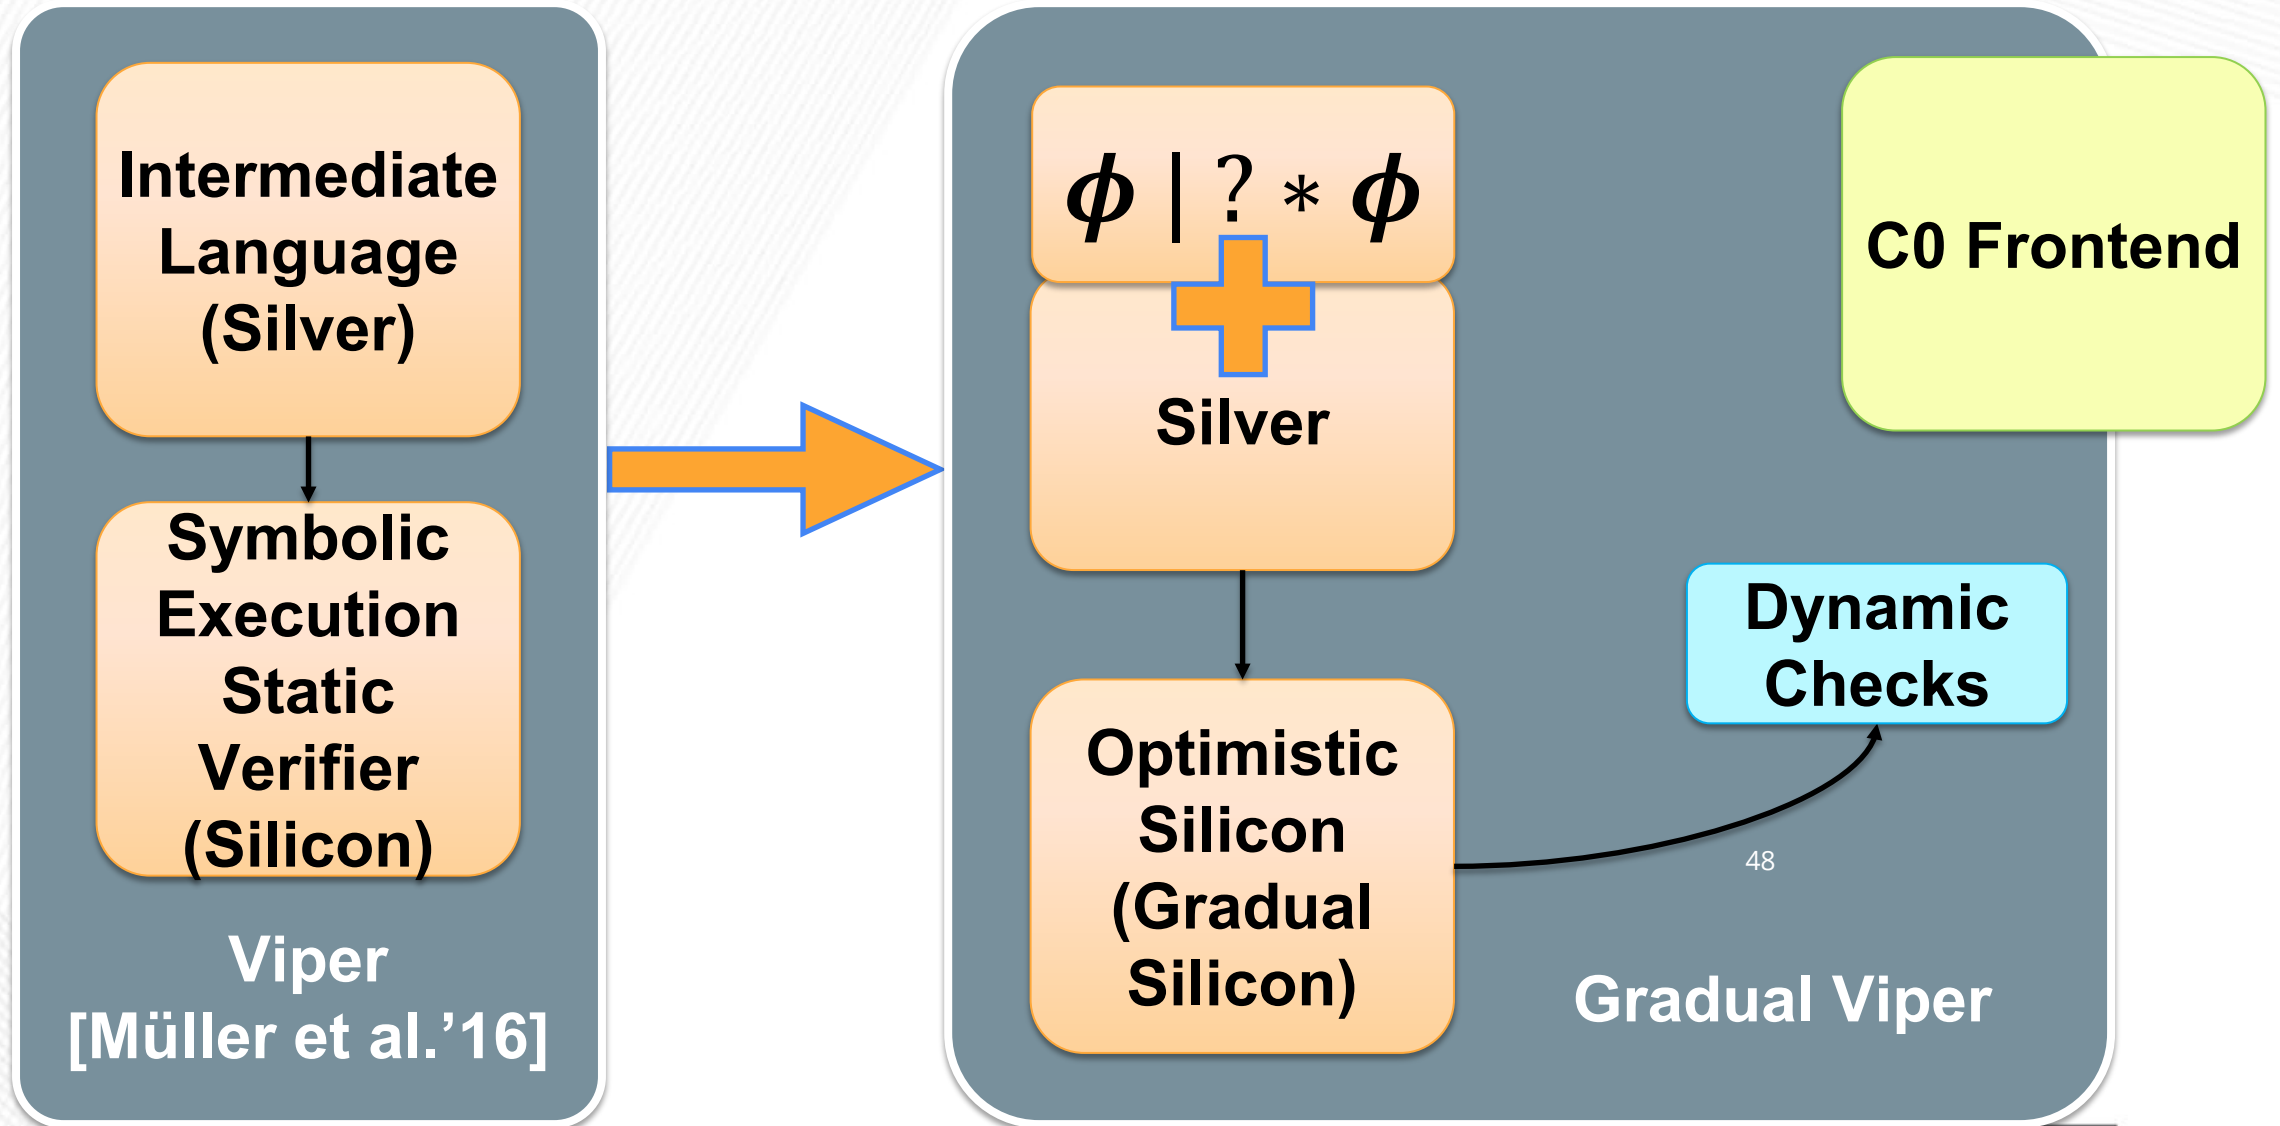 Intermediate
Language
(Silver)
Symbolic
Execution
Static
Verifier
(Silicon)
Viper
[Müller et al.’16]
ϕ | ? * ϕ
Silver
Optimistic
Silicon
(Gradual
Silicon)
C0 Frontend
Dynamic
Checks
48
Gradual Viper